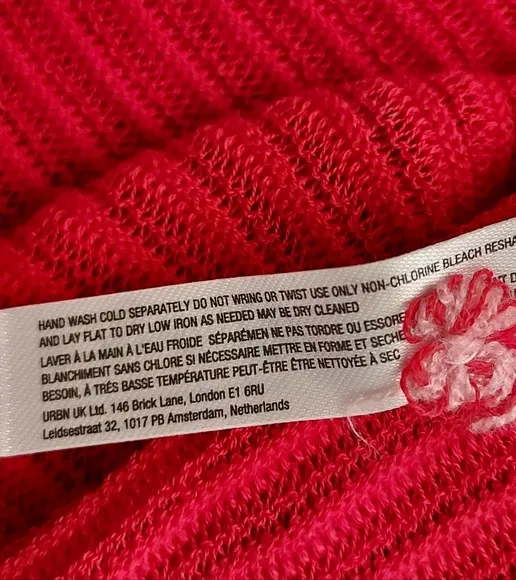 HAND WASH COLD SEPARATELY DO NOT WRING OR TWIST USE ONLY NON-CHLORINE BLEACH
AND LAY FLAT TO DRY LOW IRON AS NEEDED MAY BE DRY CLEANED
LAVER À LA MAIN À L'EAU FROIDE SÉPARÉMEN NE PAS TORDRE OU
BLANCHIMENT SANS CHLORE SI NÉCESSAIRE METTRE EN FORME ET
BESOIN, À TRÈS BASSE TEMPÉRATURE PEUT-ÊTRE ÊTRE NETTOYÉE À SEC
URBN UK Ltd. 146 Brick Lane, London E1 6RU
Leidsestraat 32, 1017 PB Amsterdam, Netherlands